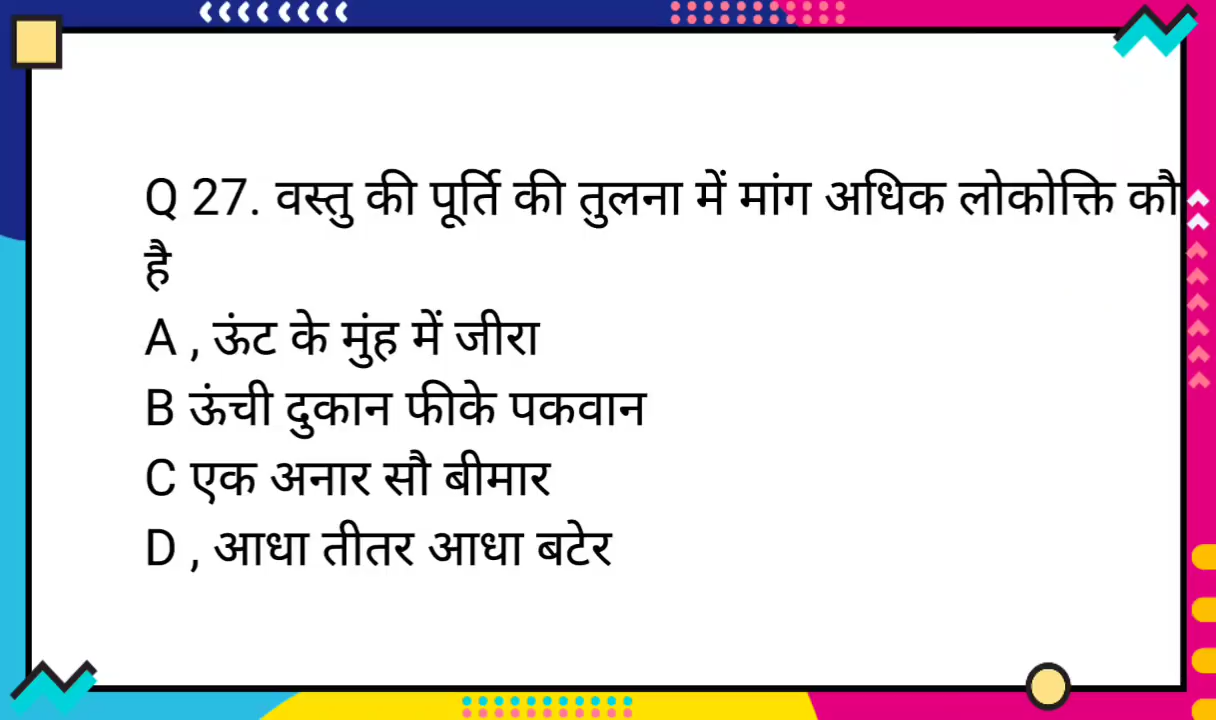 Q 27. वस्तु की पूर्ति की तुलना में मांग अधिक लोकोक्ति कौ
है
A , ऊंट के मुंह में जीरा
B ऊंची दुकान फीके पकवान
C एक अनार सौ बीमार
D , आधा तीतर आधा बटेर